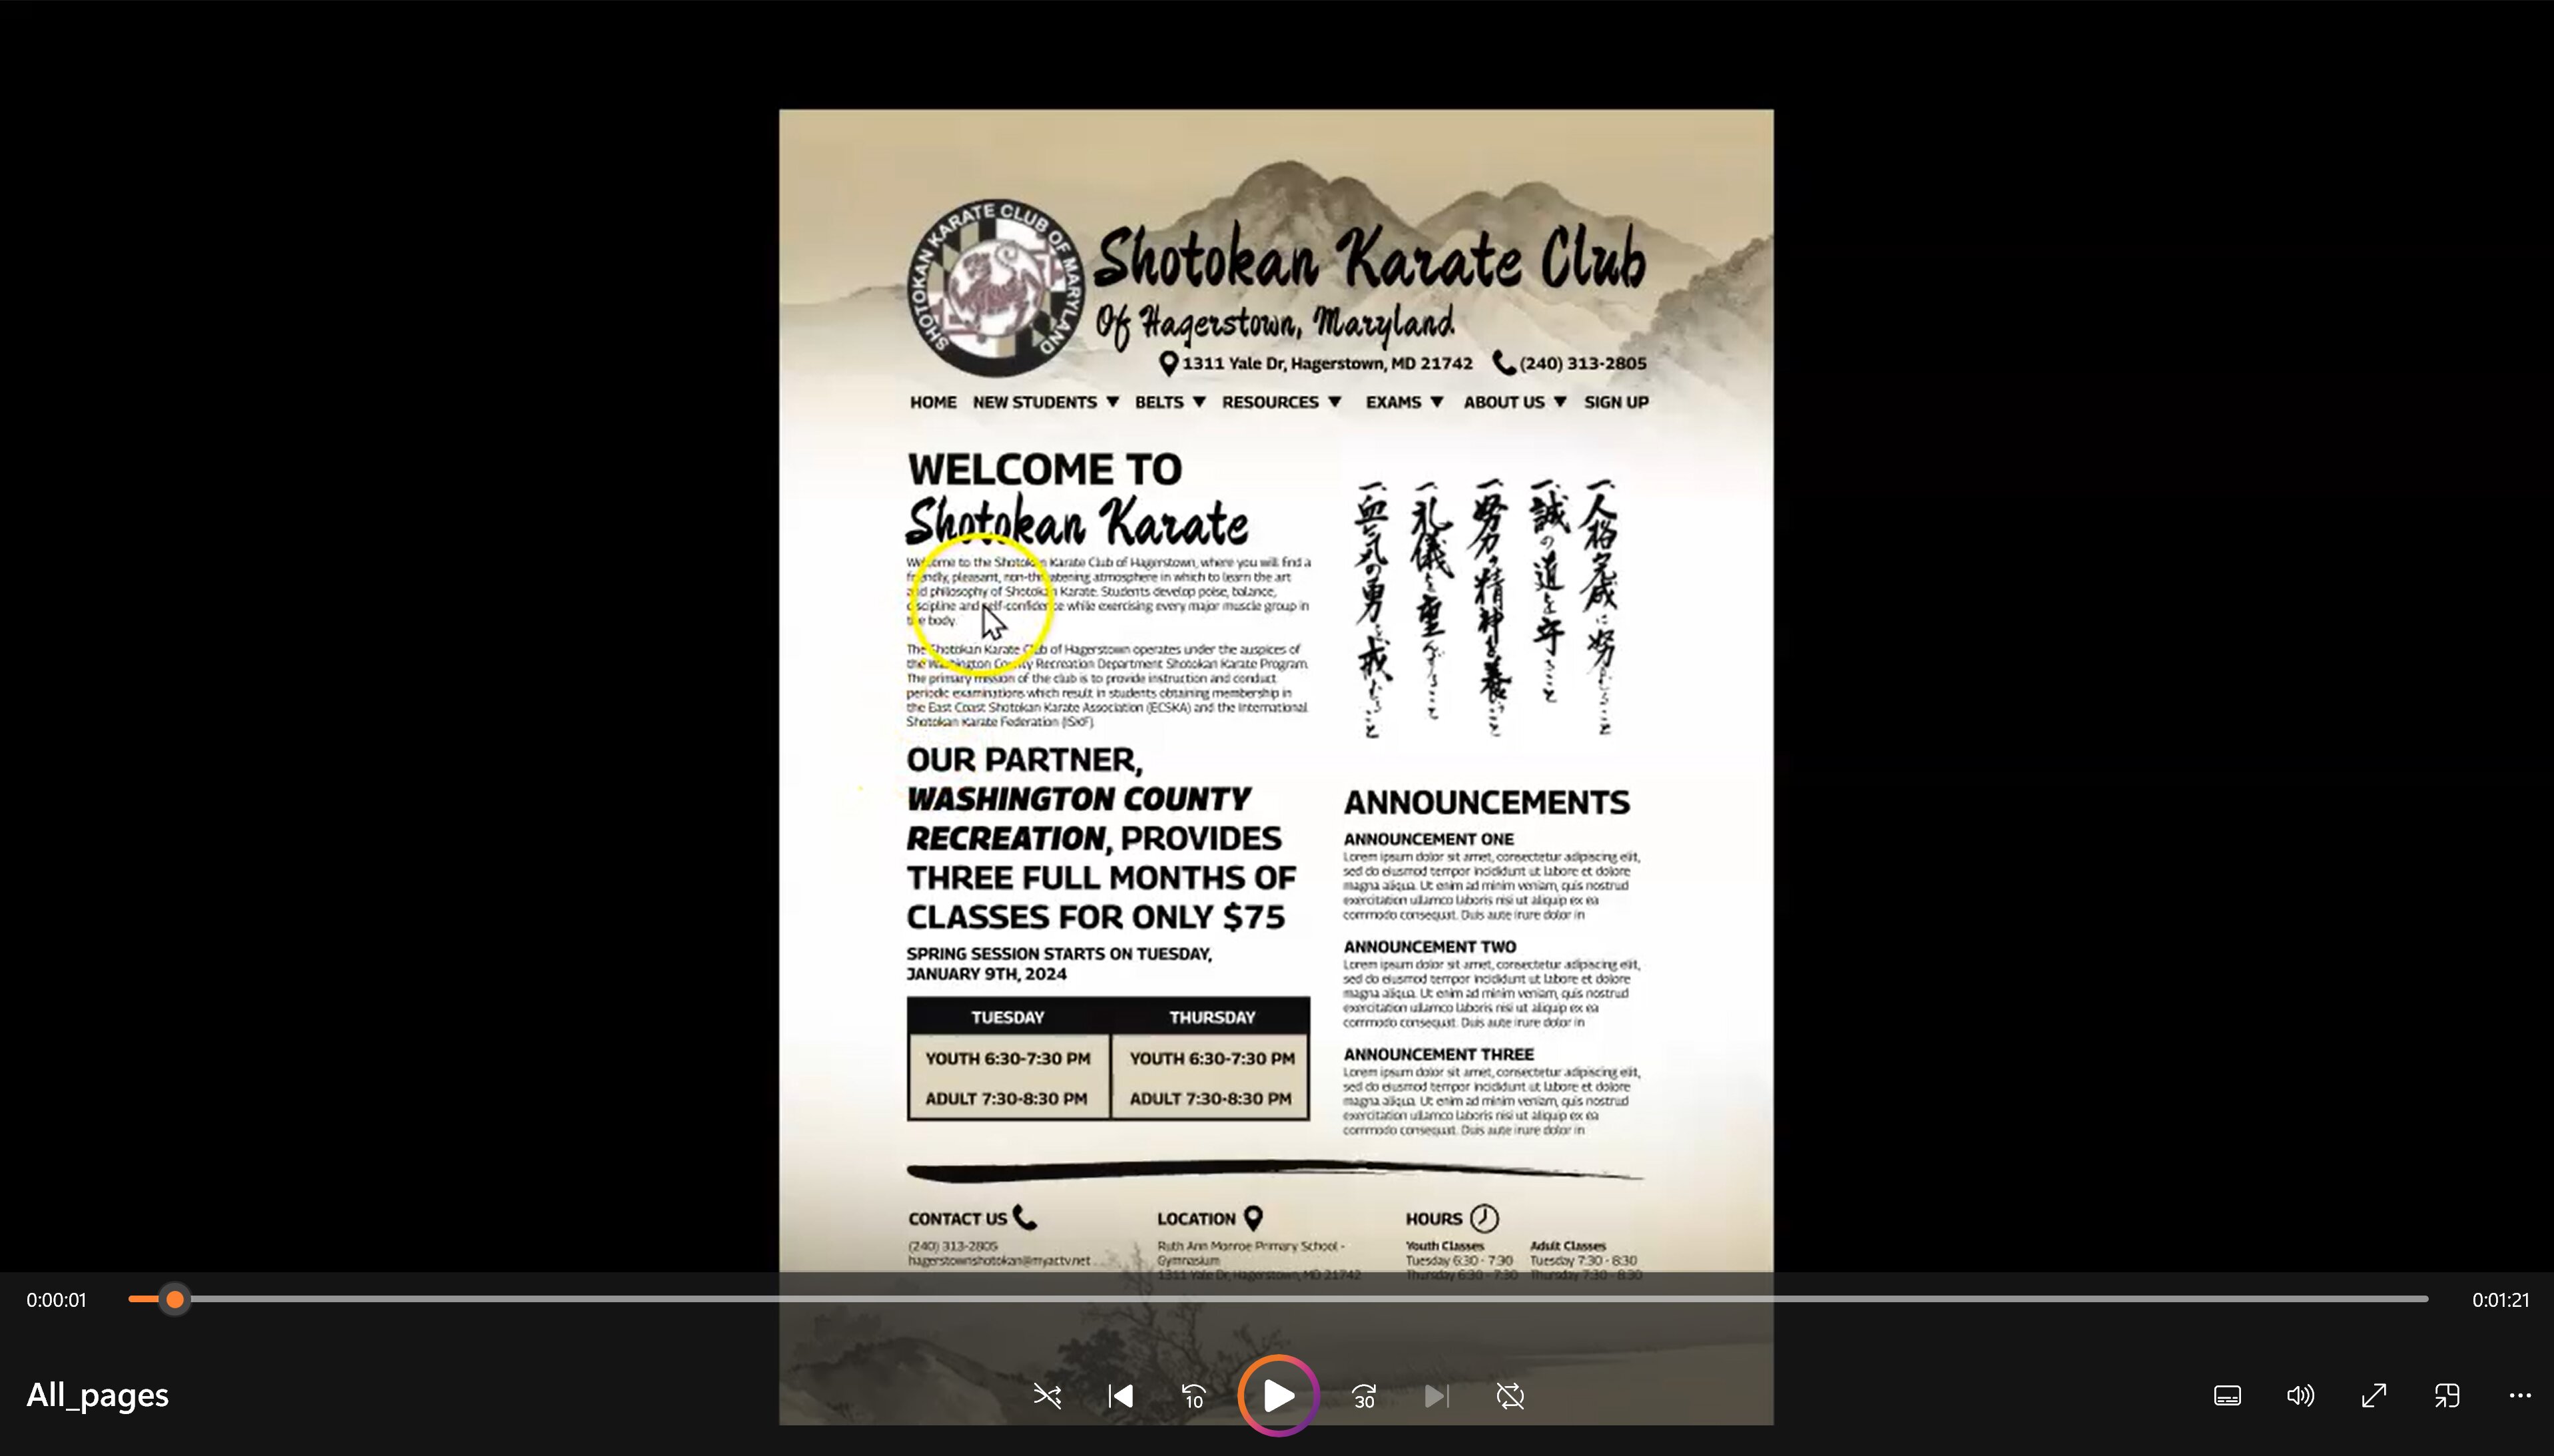 SHOTOKAN KARATE CLUB OF MARYLAND
Shotokan Karate Club
Of Hagerstown, Maryland
1311 Yale Dr, Hagerstown, MD 21742
(240) 313-2805
HOME NEW STUDENTS ▼ BELTS ▼ RESOURCES ▼ EXAMS ▼ ABOUT US ▼ SIGN UP
WELCOME TO
Shotokan Karate
Welcome to the Shotokan Karate Club of Hagerstown, where you will find a
friendly, pleasant, non-threatening atmosphere in which to learn the art
and philosophy of Shotokan Karate. Students develop poise, balance,
discipline and self-confidence while exercising every major muscle group in
the body.
The Shotokan Karate Club of Hagerstown operates under the auspices of
the Washington County Recreation Department Shotokan Karate Program.
The primary mission of the club is to provide instruction and conduct
periodic examinations which result in students obtaining membership in
the East Coast Shotokan Karate Association (ECSKA) and the International
Shotokan Karate Federation (ISKF).
OUR PARTNER,
WASHINGTON COUNTY
RECREATION, PROVIDES
THREE FULL MONTHS OF
CLASSES FOR ONLY $75
SPRING SESSION STARTS ON TUESDAY,
JANUARY 9TH, 2024
TUESDAY THURSDAY
YOUTH 6:30-7:30 PM YOUTH 6:30-7:30 PM
ADULT 7:30-8:30 PM ADULT 7:30-8:30 PM
一、人格完成に努むること
一、誠の道を守ること
一、努力の精神を養うこと
一、礼儀を重んずること
一、血気の勇を戒むること
ANNOUNCEMENTS
ANNOUNCEMENT ONE
Lorem ipsum dolor sit amet, consectetur adipiscing elit,
sed do eiusmod tempor incididunt ut labore et dolore
magna aliqua. Ut enim ad minim veniam, quis nostrud
exercitation ullamco laboris nisi ut aliquip ex ea
commodo consequat. Duis aute irure dolor in
ANNOUNCEMENT TWO
Lorem ipsum dolor sit amet, consectetur adipiscing elit,
sed do eiusmod tempor incididunt ut labore et dolore
magna aliqua. Ut enim ad minim veniam, quis nostrud
exercitation ullamco laboris nisi ut aliquip ex ea
commodo consequat. Duis aute irure dolor in
ANNOUNCEMENT THREE
Lorem ipsum dolor sit amet, consectetur adipiscing elit,
sed do eiusmod tempor incididunt ut labore et dolore
magna aliqua. Ut enim ad minim veniam, quis nostrud
exercitation ullamco laboris nisi ut aliquip ex ea
commodo consequat. Duis aute irure dolor in
CONTACT US
(240) 313-2805
hagerstownshotokan@myactv.net
LOCATION
Ruth Ann Monroe Primary School -
Gymnasium
1311 Yale Dr, Hagerstown, MD 21742
HOURS
Youth Classes
Tuesday 6:30 - 7:30
Thursday 6:30 - 7:30
Adult Classes
Tuesday 7:30 - 8:30
Thursday 7:30 - 8:30
0:00:01
0:01:21
All_pages
10
30